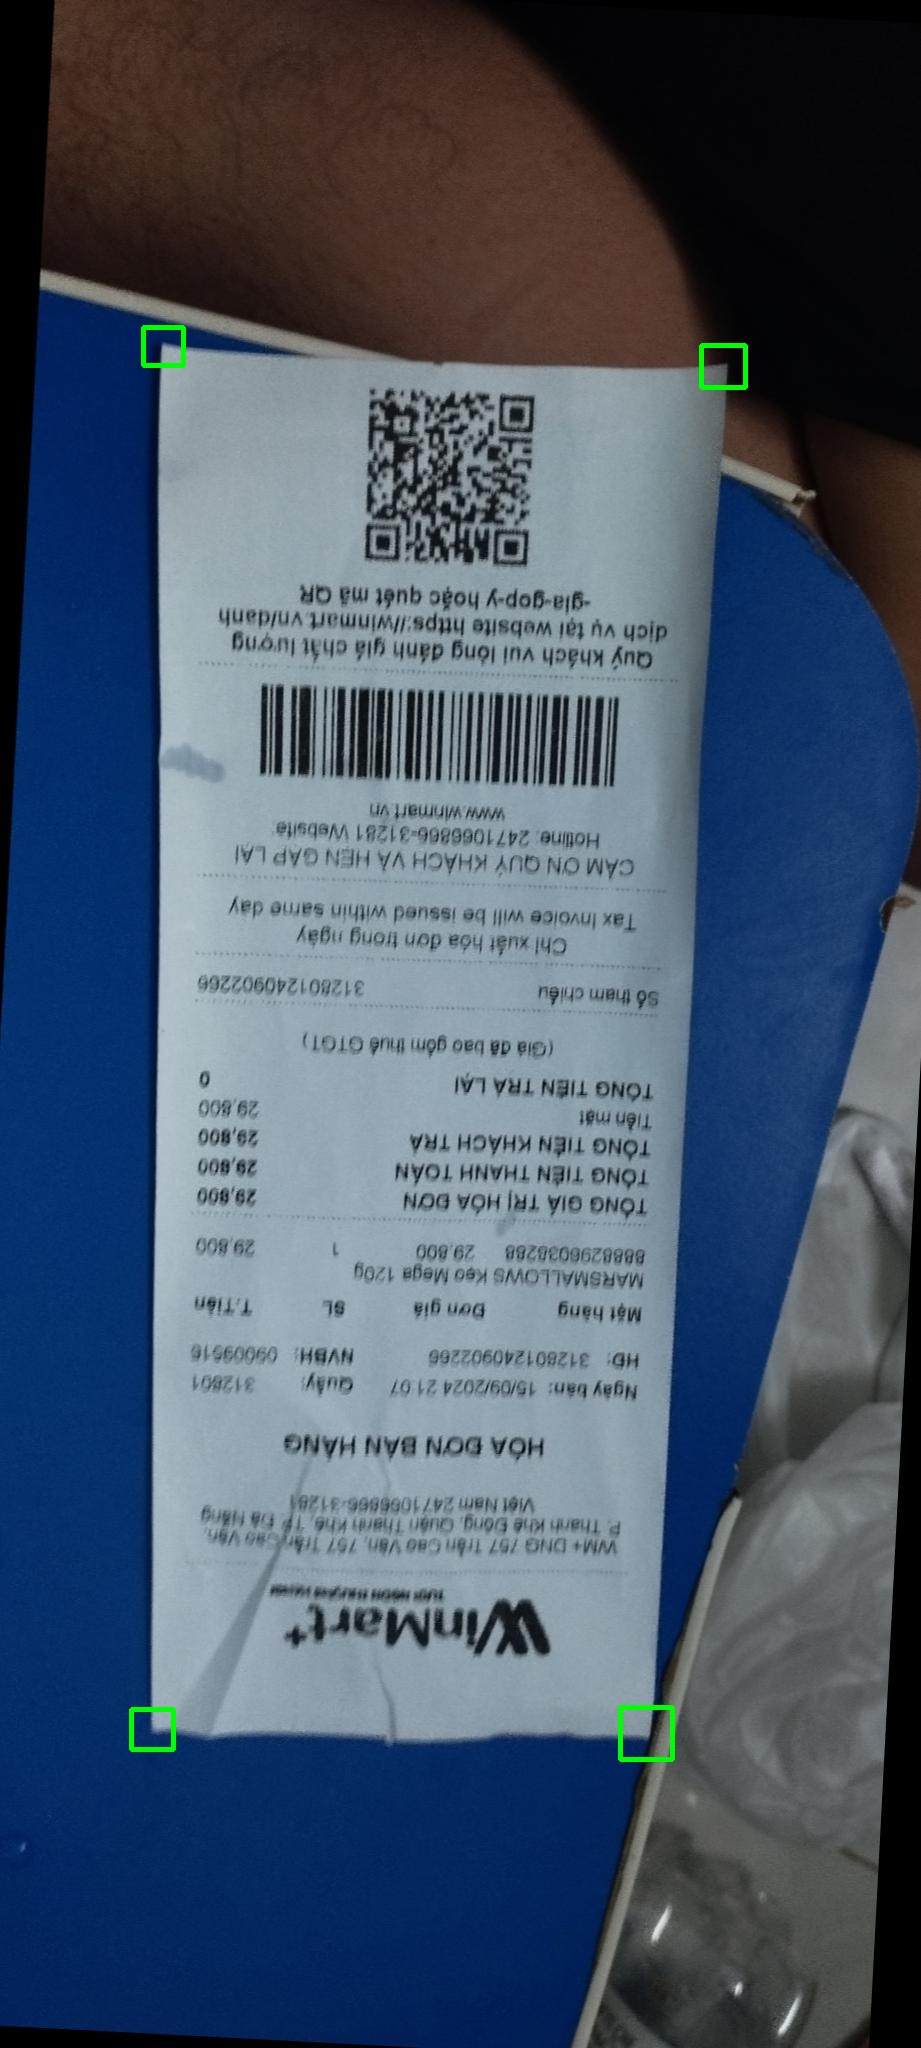 WinMart+
WM+ DNG 757 Trần Cao Vân, 757 Trần Cao Vân,
P. Thanh Khê Đông, Quận Thanh Khê, TP. Đà Nẵng
Việt Nam 2471066866-31281
HÓA ĐƠN BÁN HÀNG
Ngày bán: 15/09/2024 21:07 Quầy: 312801
HĐ: 312801240902266 NVBH: 09009516
Mặt hàng Đơn giá SL T.Tiền
MARSMALLOWS Kẹo Mega 120g
8888296038288 29,800 1 29,800
TỔNG GIÁ TRỊ HÓA ĐƠN 29,800
TỔNG TIỀN THANH TOÁN 29,800
TỔNG TIỀN KHÁCH TRẢ 29,800
Tiền mặt 29,800
TỔNG TIỀN TRẢ LẠI 0
(Giá đã bao gồm thuế GTGT)
Số tham chiếu 312801240902266
Chỉ xuất hóa đơn trong ngày
Tax Invoice will be issued within same day
CẢM ƠN QUÝ KHÁCH VÀ HẸN GẶP LẠI
Hotline: 2471066866-31281 Website:
www.winmart.vn
Quý khách vui lòng đánh giá chất lượng
dịch vụ tại website https://winmart.vn/danh
-gia-gop-y hoặc quét mã QR